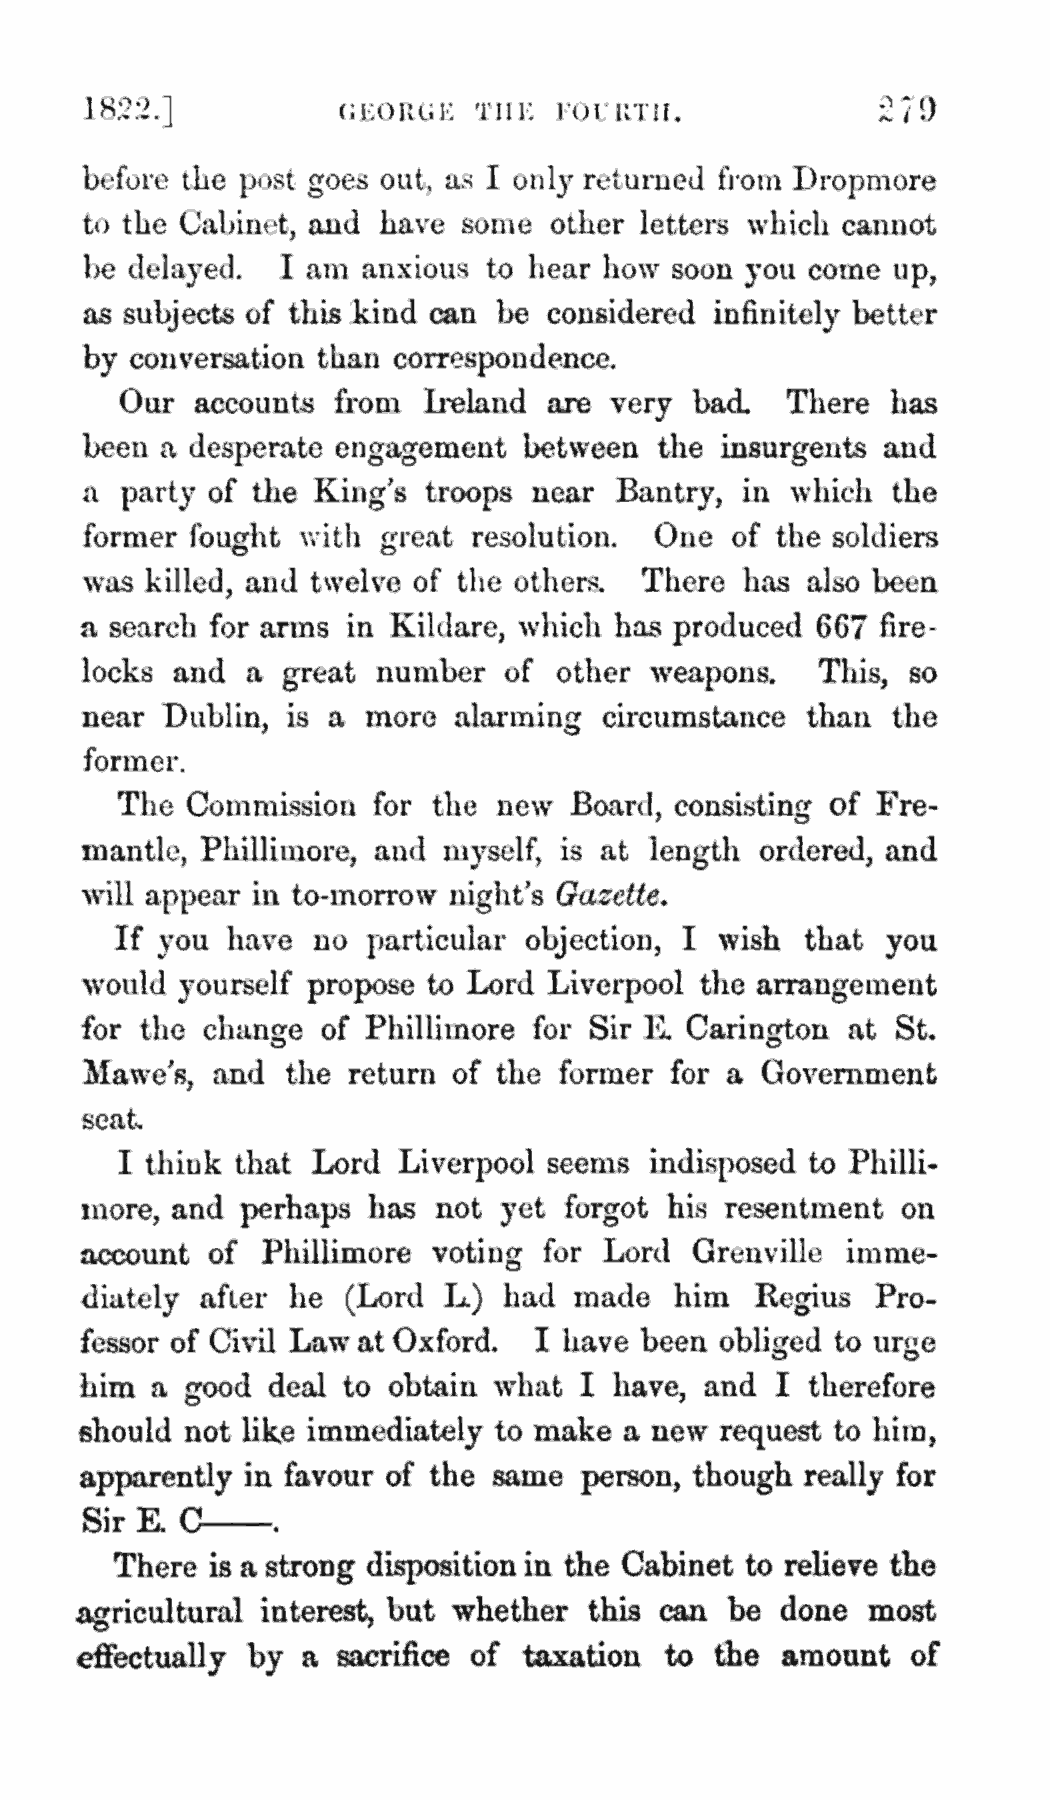 1822.] GEORGE THE FOURTH. 279
before the post goes out, as I only returned from Dropmore
to the Cabinet, and have some other letters which cannot
be delayed. I am anxious to hear how soon you come up,
as subjects of this kind can be considered infinitely better
by conversation than correspondence.
Our accounts from Ireland are very bad. There has
been a desperate engagement between the insurgents and
a party of the King's troops near Bantry, in which the
former fought with great resolution. One of the soldiers
was killed, and twelve of the others. There has also been
a search for arms in Kildare, which has produced 667 fire-
locks and a great number of other weapons. This, so
near Dublin, is a more alarming circumstance than the
former.
The Commission for the new Board, consisting of Fre-
mantle, Phillimore, and myself, is at length ordered, and
will appear in to-morrow night's Gazette.
If you have no particular objection, I wish that you
would yourself propose to Lord Liverpool the arrangement
for the change of Phillimore for Sir E. Carington at St.
Mawe's, and the return of the former for a Government
seat.
I think that Lord Liverpool seems indisposed to Philli-
more, and perhaps has not yet forgot his resentment on
account of Phillimore voting for Lord Grenville imme-
diately after he (Lord L.) had made him Regius Pro-
fessor of Civil Law at Oxford. I have been obliged to urge
him a good deal to obtain what I have, and I therefore
should not like immediately to make a new request to him,
apparently in favour of the same person, though really for
Sir E. C——.
There is a strong disposition in the Cabinet to relieve the
agricultural interest, but whether this can be done most
effectually by a sacrifice of taxation to the amount of